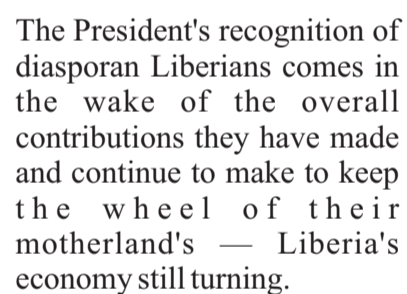 The President's recognition of
diasporan Liberians comes in
the wake of the overall
contributions they have made
and continue to make to keep
the wheel of their
motherland's — Liberia's
economy still turning.